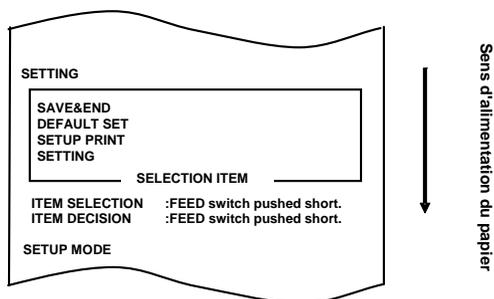 SETTING
SAVE&END
DEFAULT SET
SETUP PRINT
SETTING
SELECTION ITEM
ITEM SELECTION :FEED switch pushed short.
ITEM DECISION :FEED switch pushed short.
SETUP MODE
Sens d'alimentation du papier